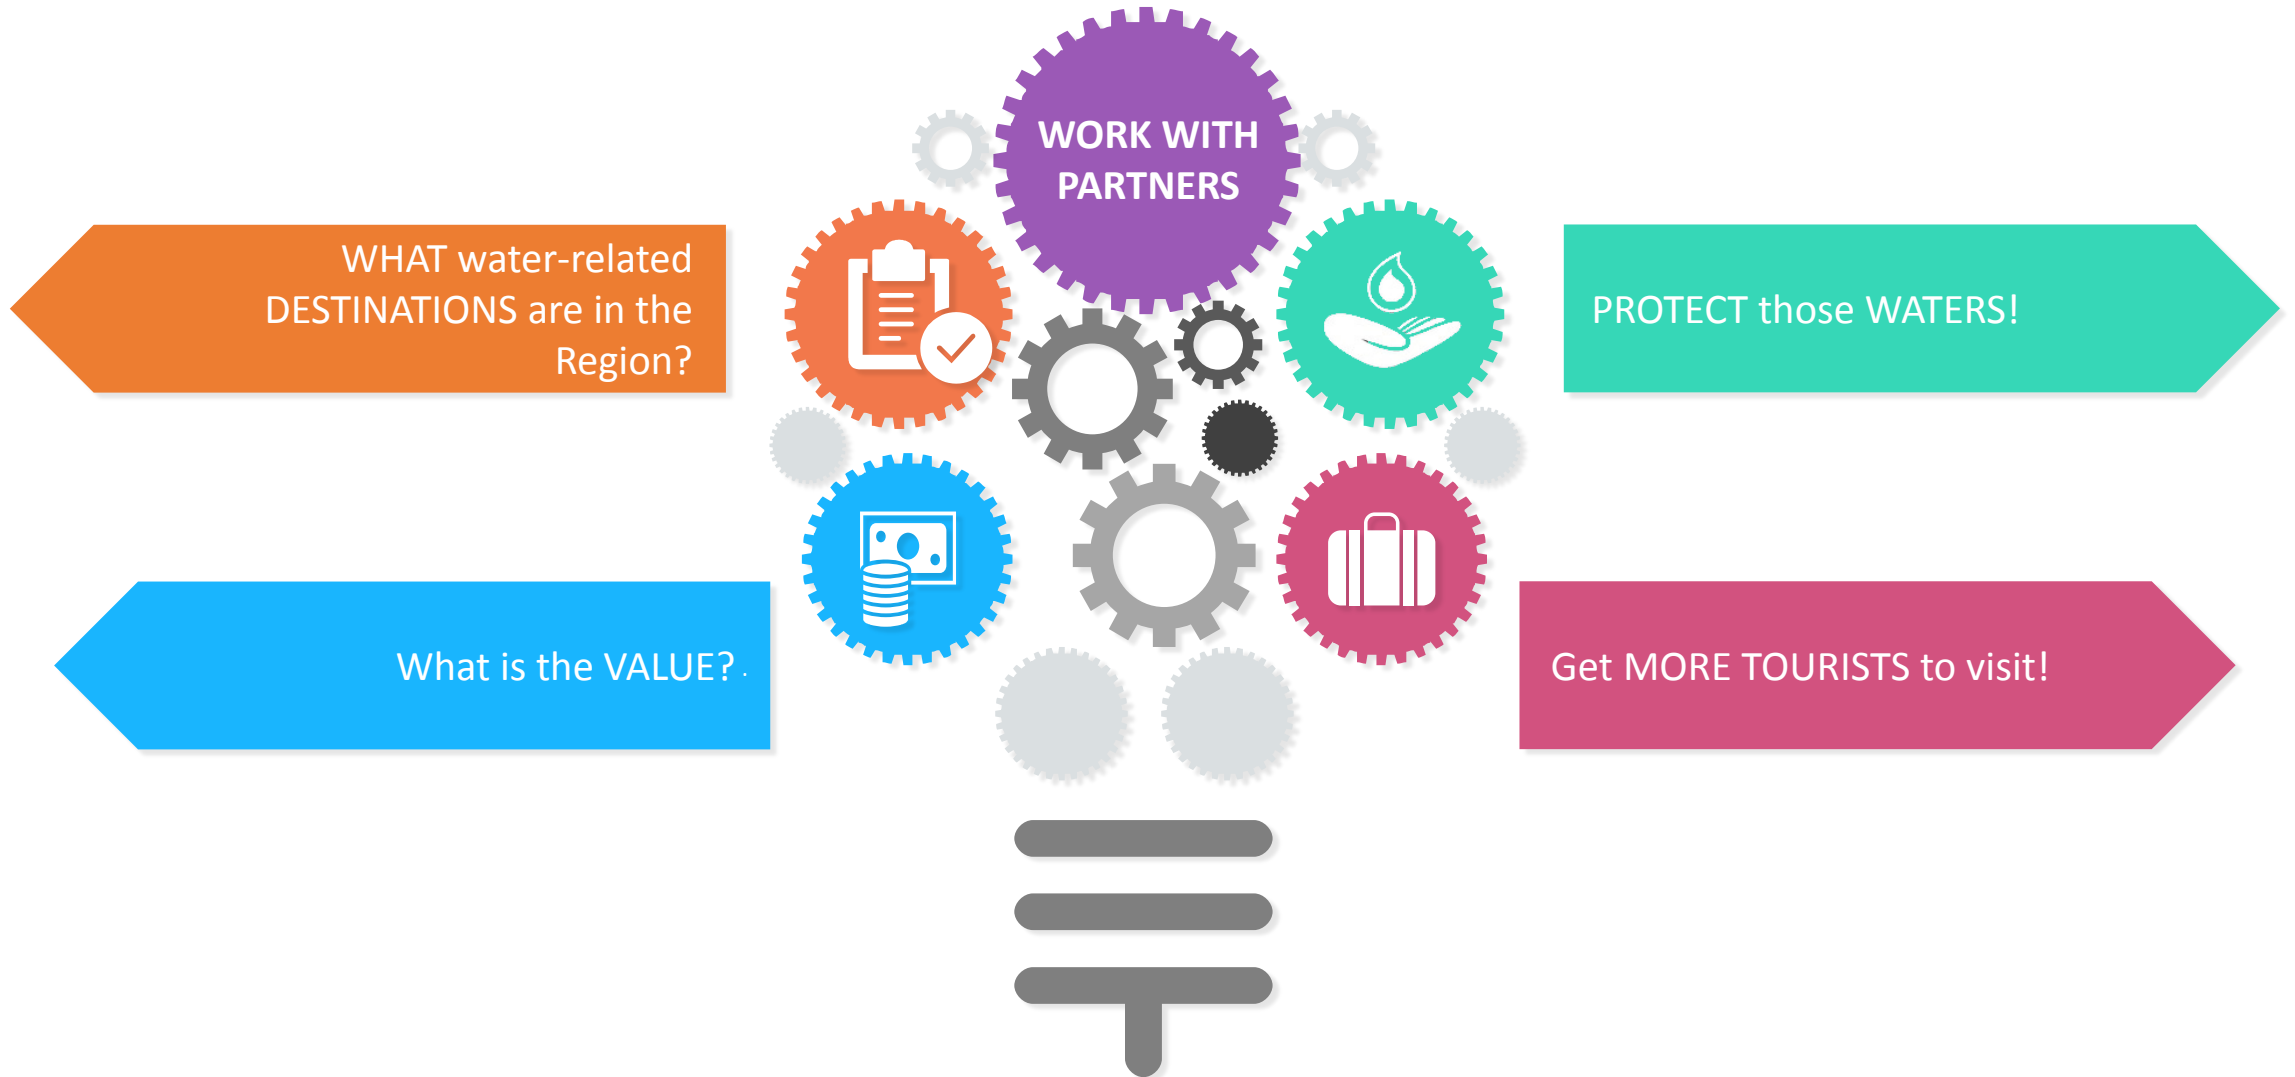 WORK WITH
PARTNERS
WHAT water-related
DESTINATIONS are in the
Region?
PROTECT those WATERS!
What is the VALUE? .
Get MORE TOURISTS to visit!